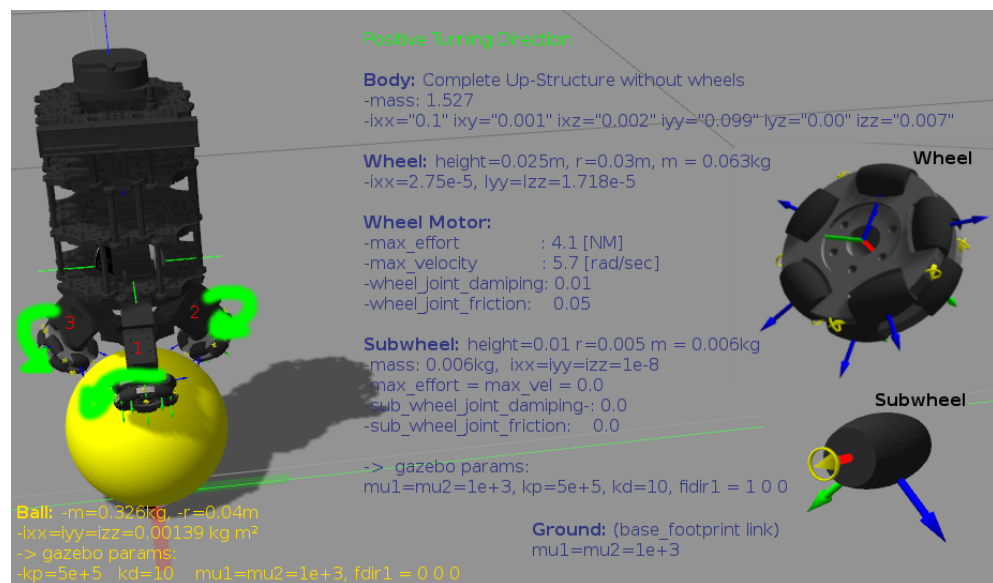 Positive Turning Direction
Body: Complete Up-Structure without wheels
-mass: 1.527
-ixx="0.1" ixy="0.001" ixz="0.002" iyy="0.099" Iyz="0.00" izz="0.007"
Wheel: height=0.025m, r=0.03m, m = 0.063kg
-ixx=2.75e-5, Iyy=Izz=1.718e-5
Wheel
Wheel Motor:
-max_effort : 4.1 [NM]
-max_velocity : 5.7 [rad/sec]
-wheel_joint_damiping: 0.01
-wheel_joint_friction: 0.05
3
2
1
Subwheel: height=0.01 r=0.005 m = 0.006kg
-mass: 0.006kg, ixx=iyy=izz=1e-8
-max_effort = max_vel = 0.0
-sub_wheel_joint_damiping-: 0.0
-sub_wheel_joint_friction: 0.0
Subwheel
-> gazebo params:
mu1=mu2=1e+3, kp=5e+5, kd=10, fidir1 = 1 0 0
Ball: -m=0.326kg, -r=0.04m
-ixx=iyy=izz=0.00139 kg m²
-> gazebo params:
-kp=5e+5 kd=10 mu1=mu2=1e+3, fdir1 = 0 0 0
Ground: (base_footprint link)
mu1=mu2=1e+3